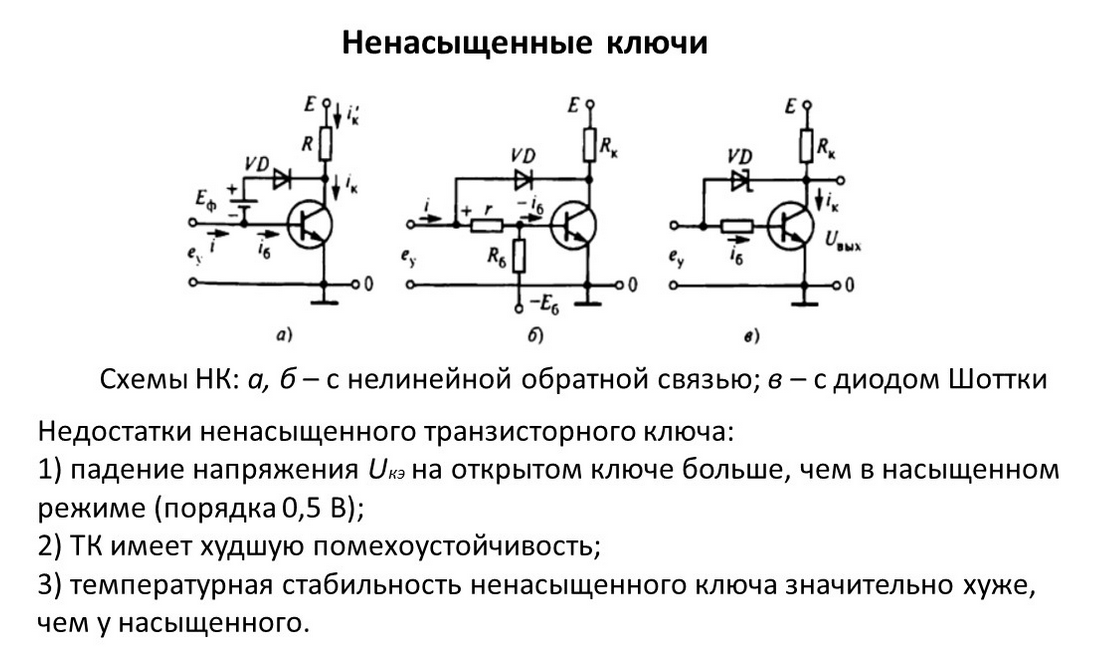 Ненасыщенные ключи
E
i'к
R
VD
iк
Eф
+
−
i
iб
eу
0
а)
E
Rк
VD
i
+ r
−iб
Rб
eу
0
−Eб
б)
E
Rк
VD
iк
iб
Uвых
eу
0
в)
Схемы НК: а, б – с нелинейной обратной связью; в – с диодом Шоттки
Недостатки ненасыщенного транзисторного ключа:
1) падение напряжения Uкэ на открытом ключе больше, чем в насыщенном
режиме (порядка 0,5 В);
2) ТК имеет худшую помехоустойчивость;
3) температурная стабильность ненасыщенного ключа значительно хуже,
чем у насыщенного.